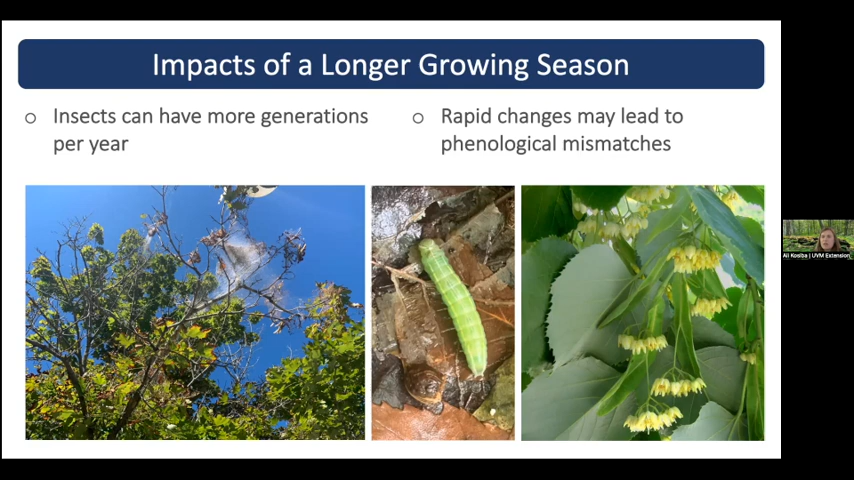 Impacts of a Longer Growing Season
o Insects can have more generations
per year
o Rapid changes may lead to
phenological mismatches
Ali Kosiba | UVM Extension